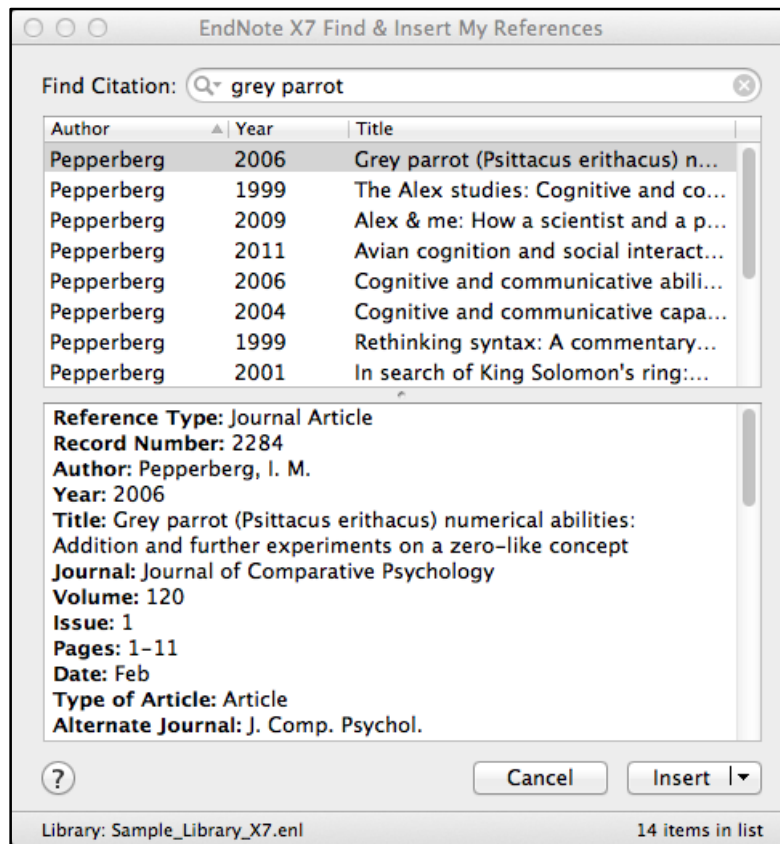 EndNote X7 Find & Insert My References
Find Citation: grey parrot
Author Year Title
Pepperberg 2006 Grey parrot (Psittacus erithacus) n...
Pepperberg 1999 The Alex studies: Cognitive and co...
Pepperberg 2009 Alex & me: How a scientist and a p...
Pepperberg 2011 Avian cognition and social interact...
Pepperberg 2006 Cognitive and communicative abili...
Pepperberg 2004 Cognitive and communicative capa...
Pepperberg 1999 Rethinking syntax: A commentary...
Pepperberg 2001 In search of King Solomon's ring:...
Reference Type: Journal Article
Record Number: 2284
Author: Pepperberg, I. M.
Year: 2006
Title: Grey parrot (Psittacus erithacus) numerical abilities:
Addition and further experiments on a zero-like concept
Journal: Journal of Comparative Psychology
Volume: 120
Issue: 1
Pages: 1-11
Date: Feb
Type of Article: Article
Alternate Journal: J. Comp. Psychol.
? Cancel Insert
Library: Sample_Library_X7.enl 14 items in list